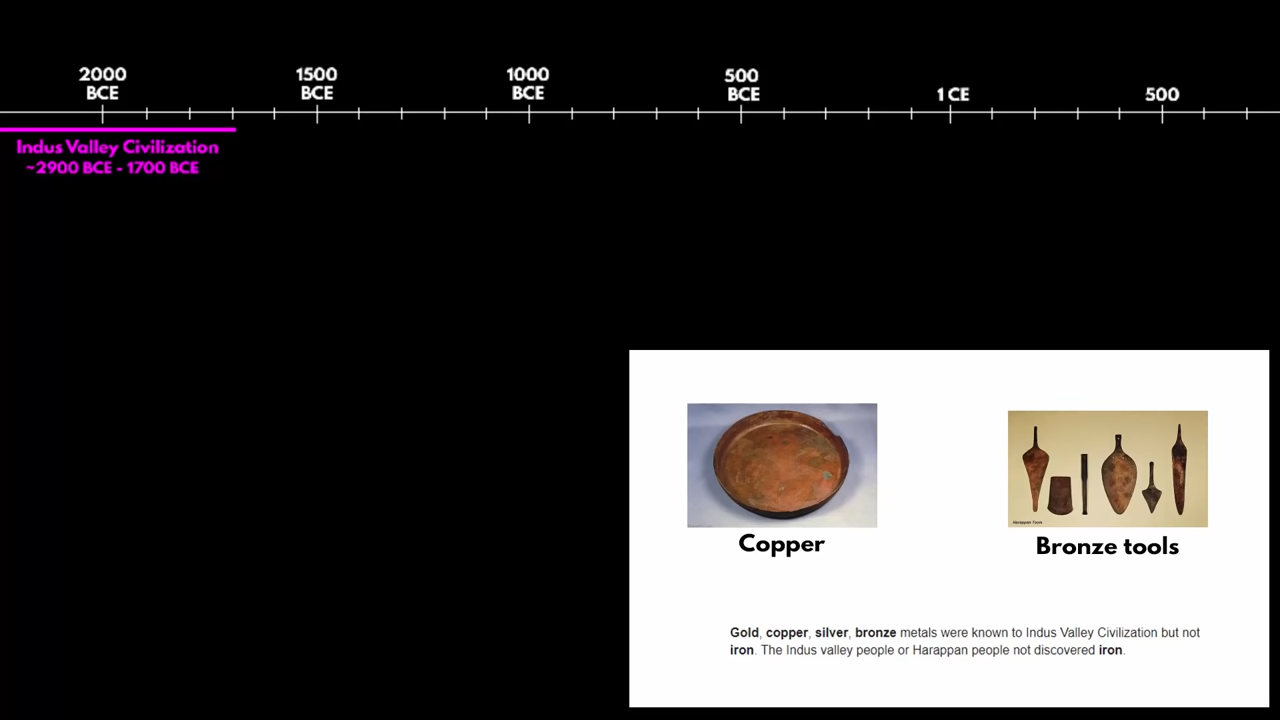 2000
BCE
1500
BCE
1000
BCE
500
BCE
1 CE
500
Indus Valley Civilization
~2900 BCE - 1700 BCE
Harappan Tools
Copper
Bronze tools
Gold, copper, silver, bronze metals were known to Indus Valley Civilization but not
iron. The Indus valley people or Harappan people not discovered iron.